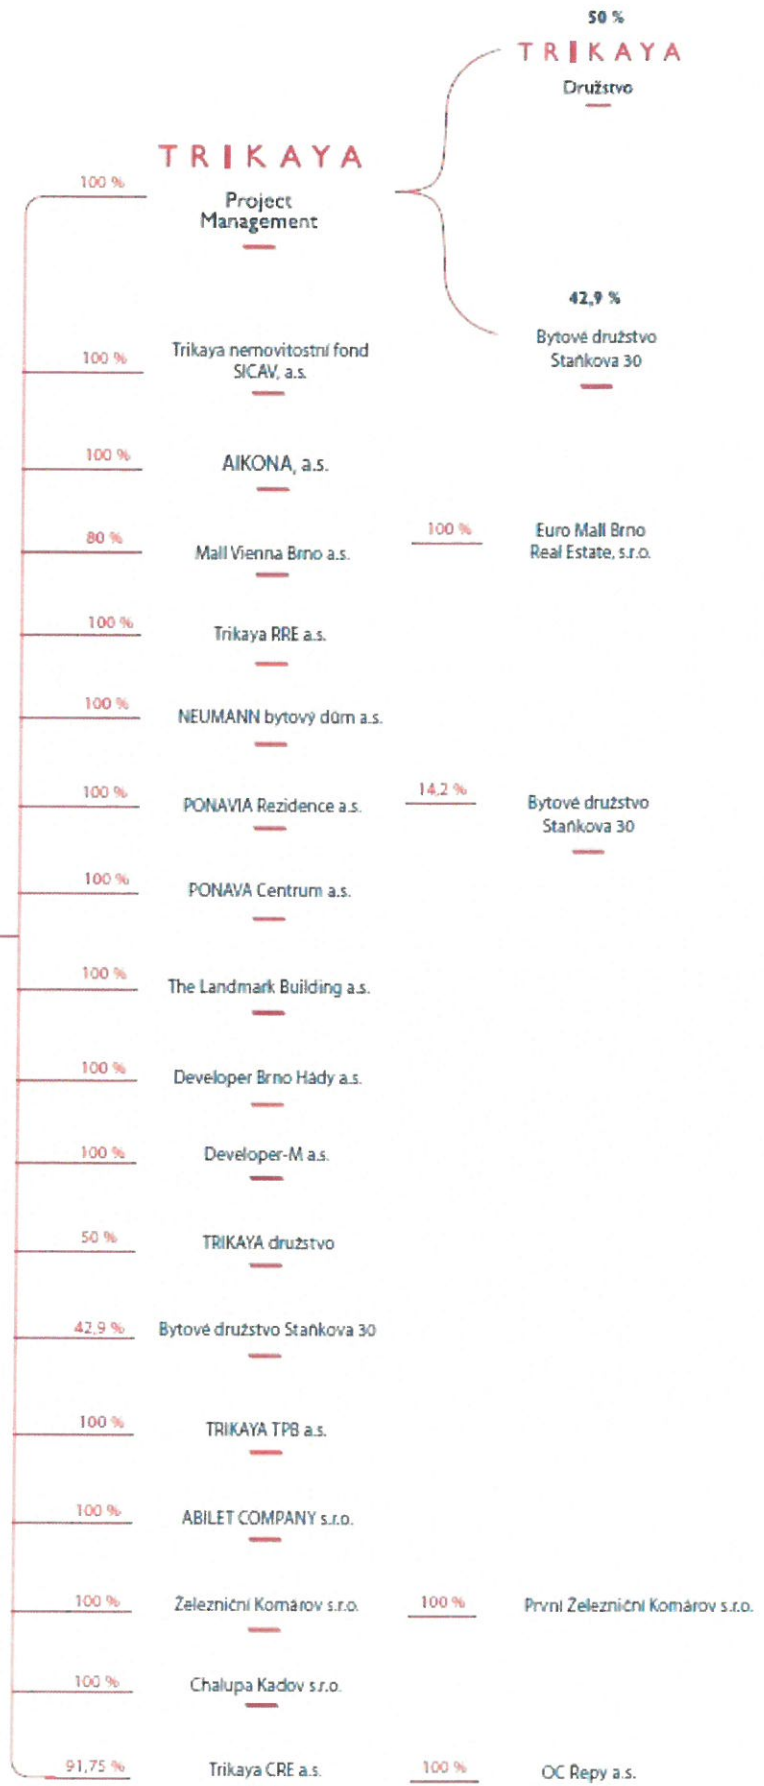 50 %
TRIKAYA
Družstvo
TRIKAYA
100 %
Project
Management
42,9 %
Bytové družstvo
Staňkova 30
100 %
Trikaya nemovitostní fond
SICAV, a.s.
100 %
AIKONA, a.s.
80 %
Mall Vienna Brno a.s.
100 %
Euro Mall Brno
Real Estate, s.r.o.
100 %
Trikaya RRE a.s.
100 %
NEUMANN bytový dům a.s.
100 %
PONAVIA Rezidence a.s.
14,2 %
Bytové družstvo
Staňkova 30
100 %
PONAVA Centrum a.s.
100 %
The Landmark Building a.s.
100 %
Developer Brno Hády a.s.
100 %
Developer-M a.s.
50 %
TRIKAYA družstvo
42,9 %
Bytové družstvo Staňkova 30
100 %
TRIKAYA TPB a.s.
100 %
ABILET COMPANY s.r.o.
100 %
Železniční Komárov s.r.o.
100 %
První Železniční Komárov s.r.o.
100 %
Chalupa Kadov s.r.o.
91,75 %
Trikaya CRE a.s.
100 %
OC Řepy a.s.